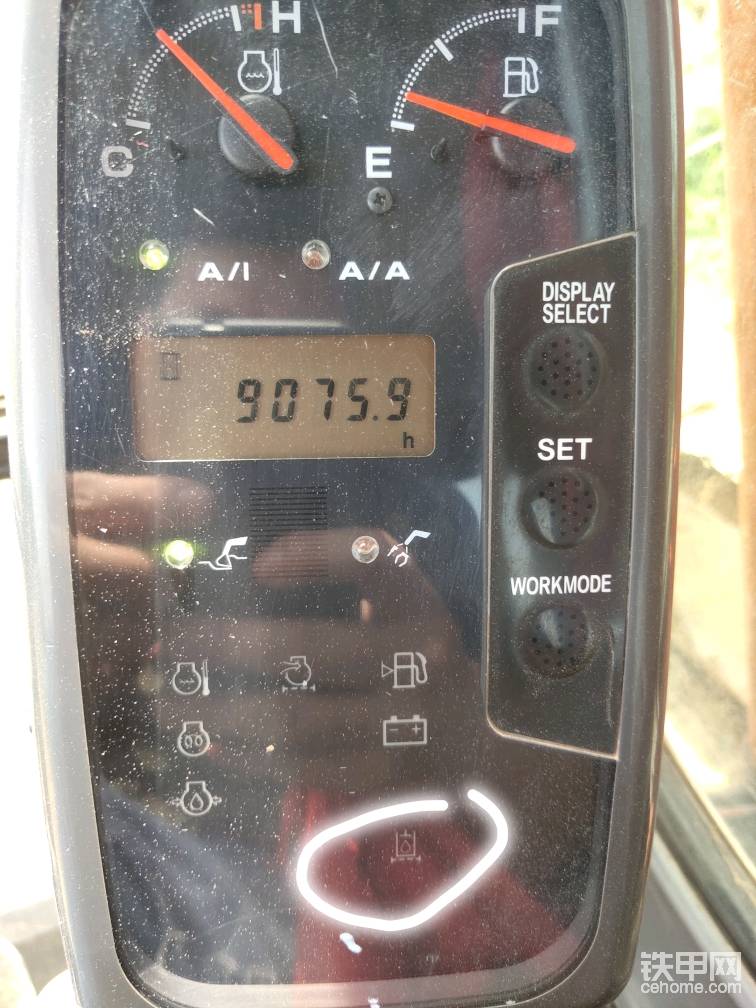 H
F
C
E
A/I
A/A
DISPLAY
SELECT
9075.9
h
SET
WORKMODE
铁甲网
cehome.com